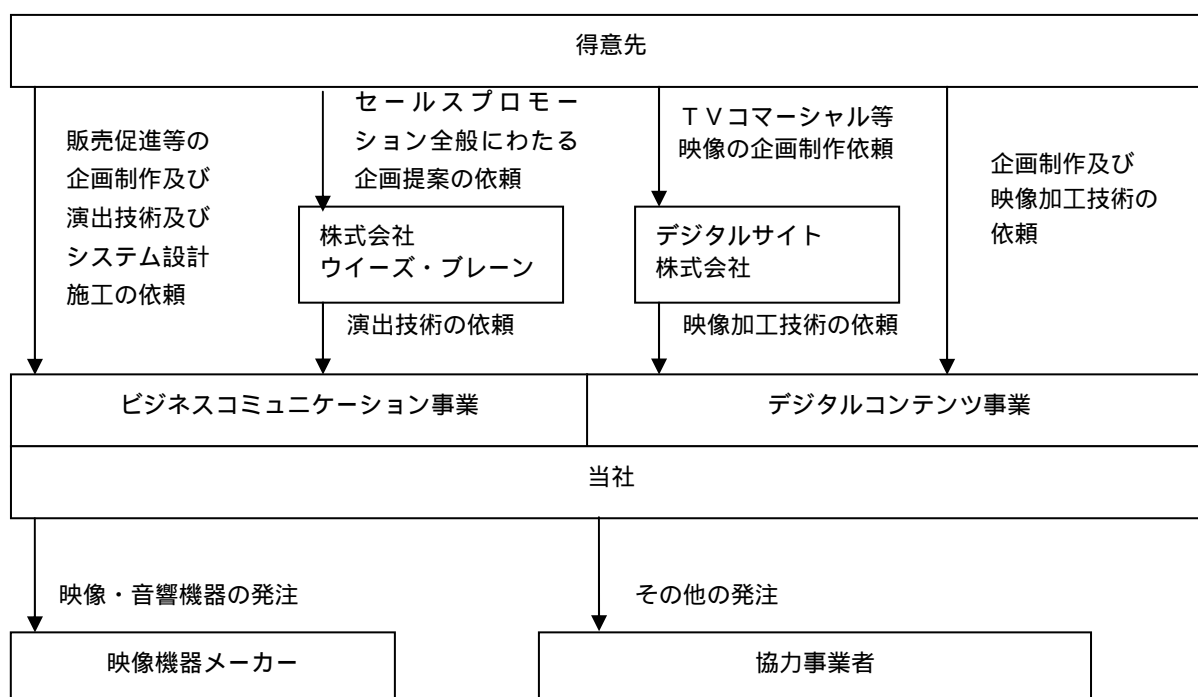 得意先
販売促進等の
企画制作及び
演出技術及び
システム設計
施工の依頼
セールスプロモー
ション全般にわたる
企画提案の依頼
ＴＶコマーシャル等
映像の企画制作依頼
企画制作及び
映像加工技術の
依頼
株式会社
ウイーズ・ブレーン
デジタルサイト
株式会社
演出技術の依頼
映像加工技術の依頼
ビジネスコミュニケーション事業
デジタルコンテンツ事業
当社
映像・音響機器の発注
その他の発注
映像機器メーカー
協力事業者